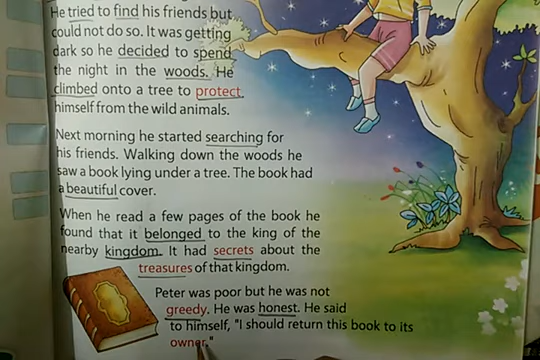 He tried to find his friends but
could not do so. It was getting
dark so he decided to spend
the night in the woods. He
climbed onto a tree to protect
himself from the wild animals.
Next morning he started searching for
his friends. Walking down the woods he
saw a book lying under a tree. The book had
a beautiful cover.
When he read a few pages of the book he
found that it belonged to the king of the
nearby kingdom. It had secrets about the
treasures of that kingdom.
Peter was poor but he was not
greedy. He was honest. He said
to himself, "I should return this book to its
owner."